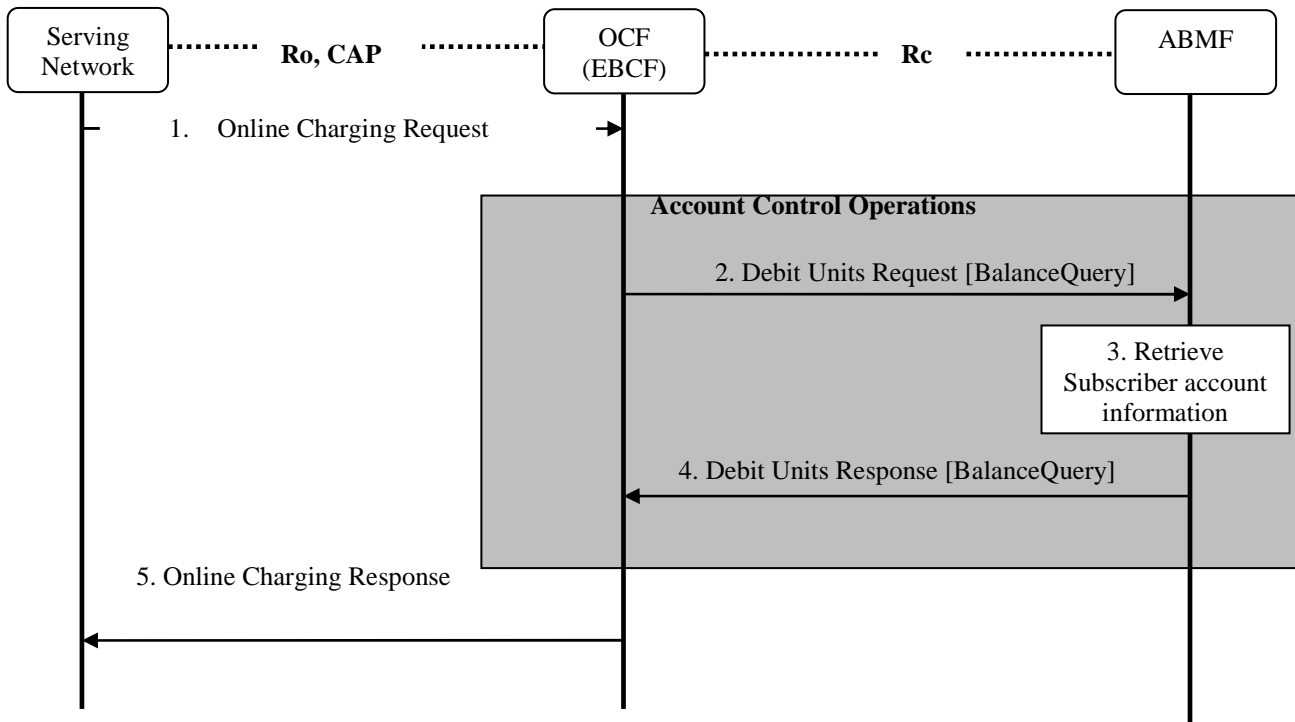 Serving
Network
Ro, CAP
OCF
(EBCF)
Rc
ABMF
1. Online Charging Request
Account Control Operations
2. Debit Units Request [BalanceQuery]
3. Retrieve
Subscriber account
information
4. Debit Units Response [BalanceQuery]
5. Online Charging Response